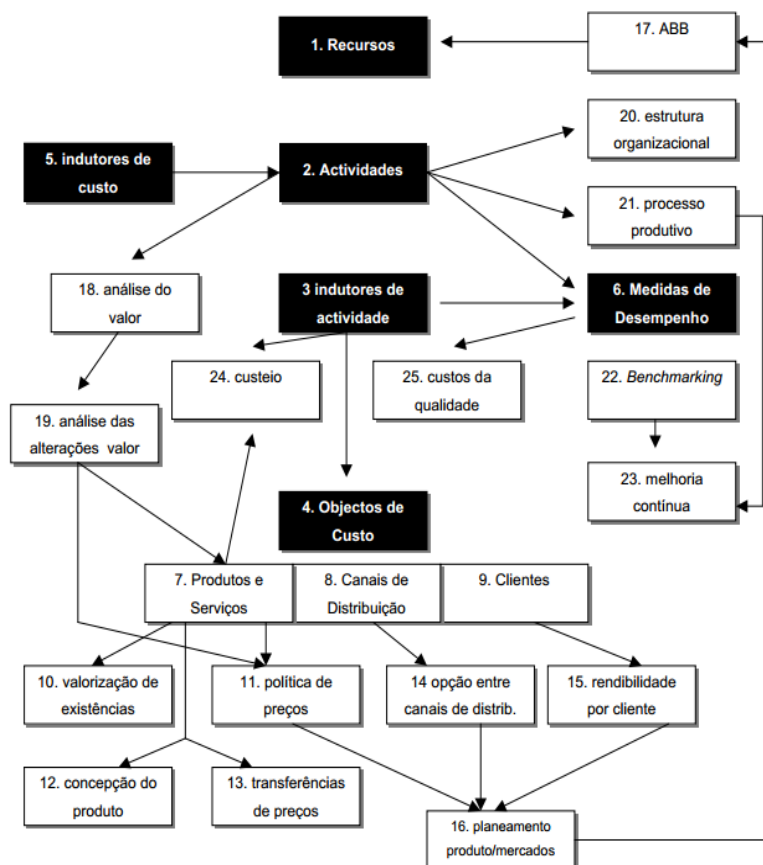 1. Recursos
17. ABB
20. estrutura
organizacional
5. indutores de
custo
2. Actividades
21. processo
produtivo
18. análise do
valor
3 indutores de
actividade
6. Medidas de
Desempenho
24. custeio
25. custos da
qualidade
22. Benchmarking
19. análise das
alterações valor
23. melhoria
contínua
4. Objectos de
Custo
7. Produtos e
Serviços
8. Canais de
Distribuição
9. Clientes
10. valorização de
existências
11. política de
preços
14 opção entre
canais de distrib.
15. rendibilidade
por cliente
12. concepção do
produto
13. transferências
de preços
16. planeamento
produto/mercados